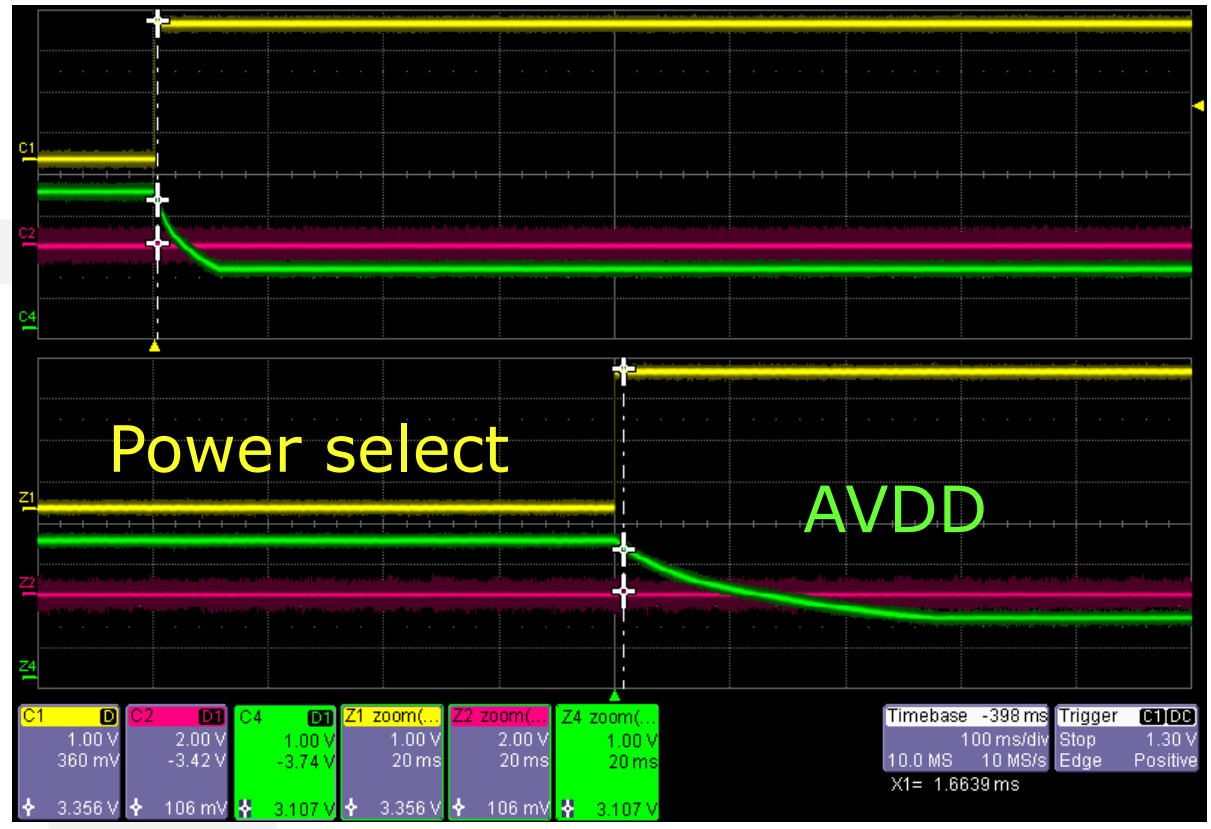 C1
C2
C4
Power select
Z1
AVDD
Z2
Z4
C1 D
1.00 V
360 mV
3.356 V
C2 D1
2.00 V
-3.42 V
106 mV
C4 D1
1.00 V
-3.74 V
3.107 V
Z1 zoom(...
1.00 V
20 ms
3.356 V
Z2 zoom(...
2.00 V
20 ms
106 mV
Z4 zoom(...
1.00 V
20 ms
3.107 V
Timebase -398 ms
100 ms/div
10.0 MS 10 MS/s
Trigger C1 DC
Stop 1.30 V
Edge Positive
X1= 1.6639 ms